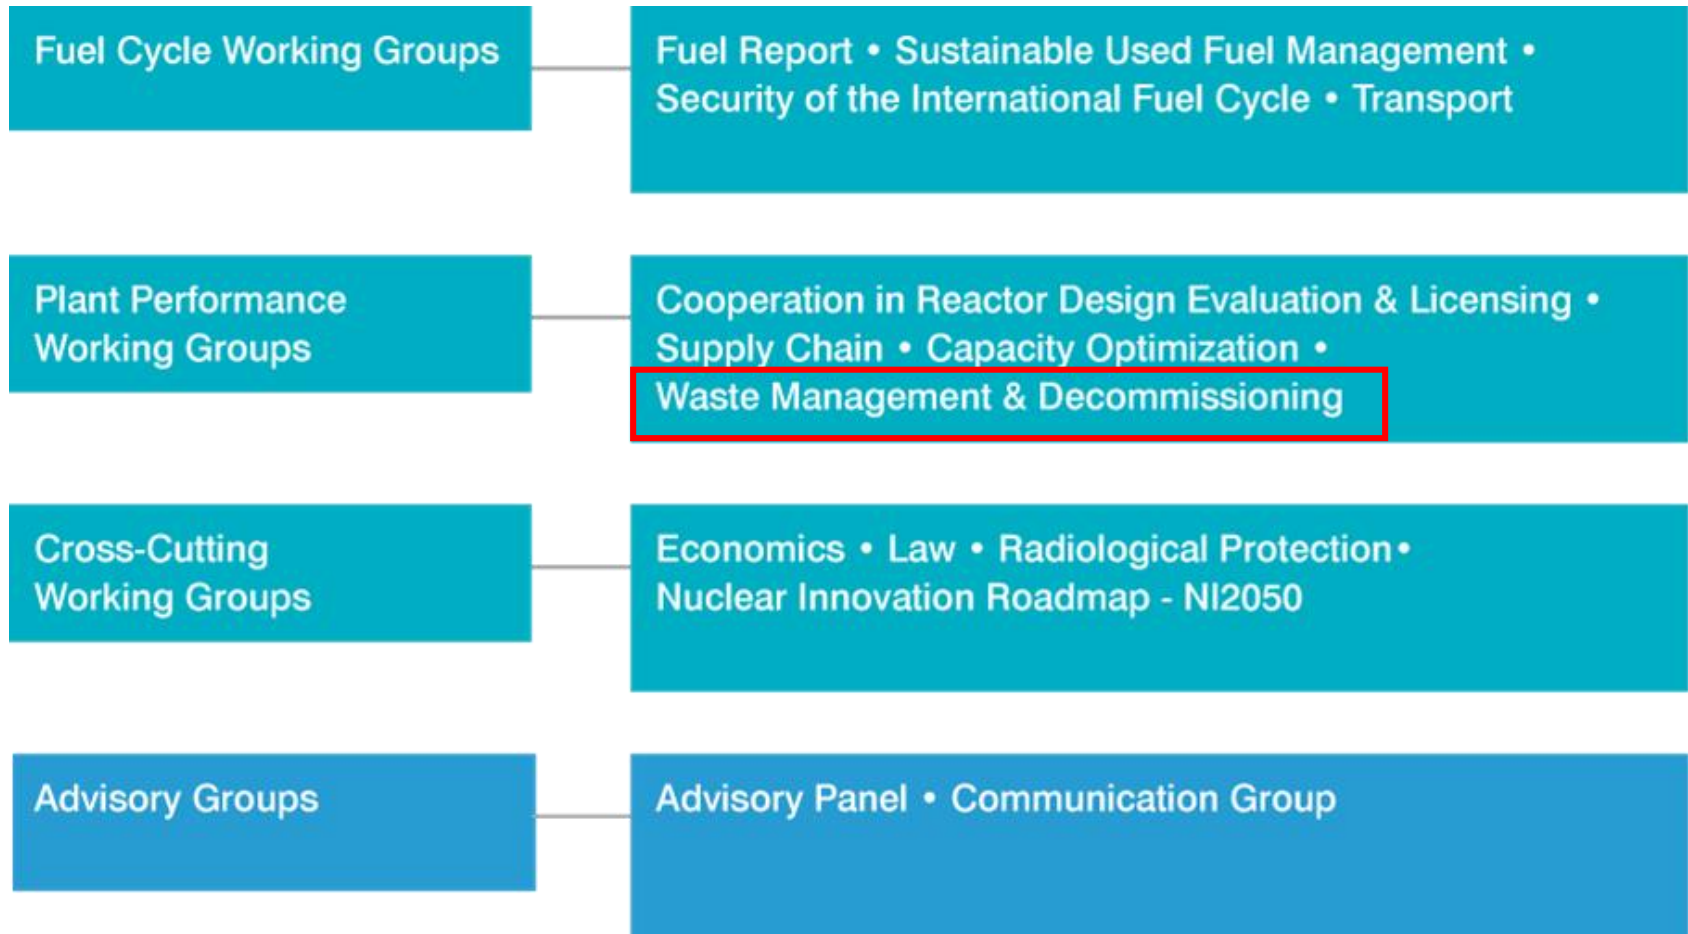 Fuel Cycle Working Groups
Fuel Report • Sustainable Used Fuel Management •
Security of the International Fuel Cycle • Transport
Plant Performance
Working Groups
Cooperation in Reactor Design Evaluation & Licensing •
Supply Chain • Capacity Optimization •
Waste Management & Decommissioning
Cross-Cutting
Working Groups
Economics • Law • Radiological Protection•
Nuclear Innovation Roadmap - NI2050
Advisory Groups
Advisory Panel • Communication Group